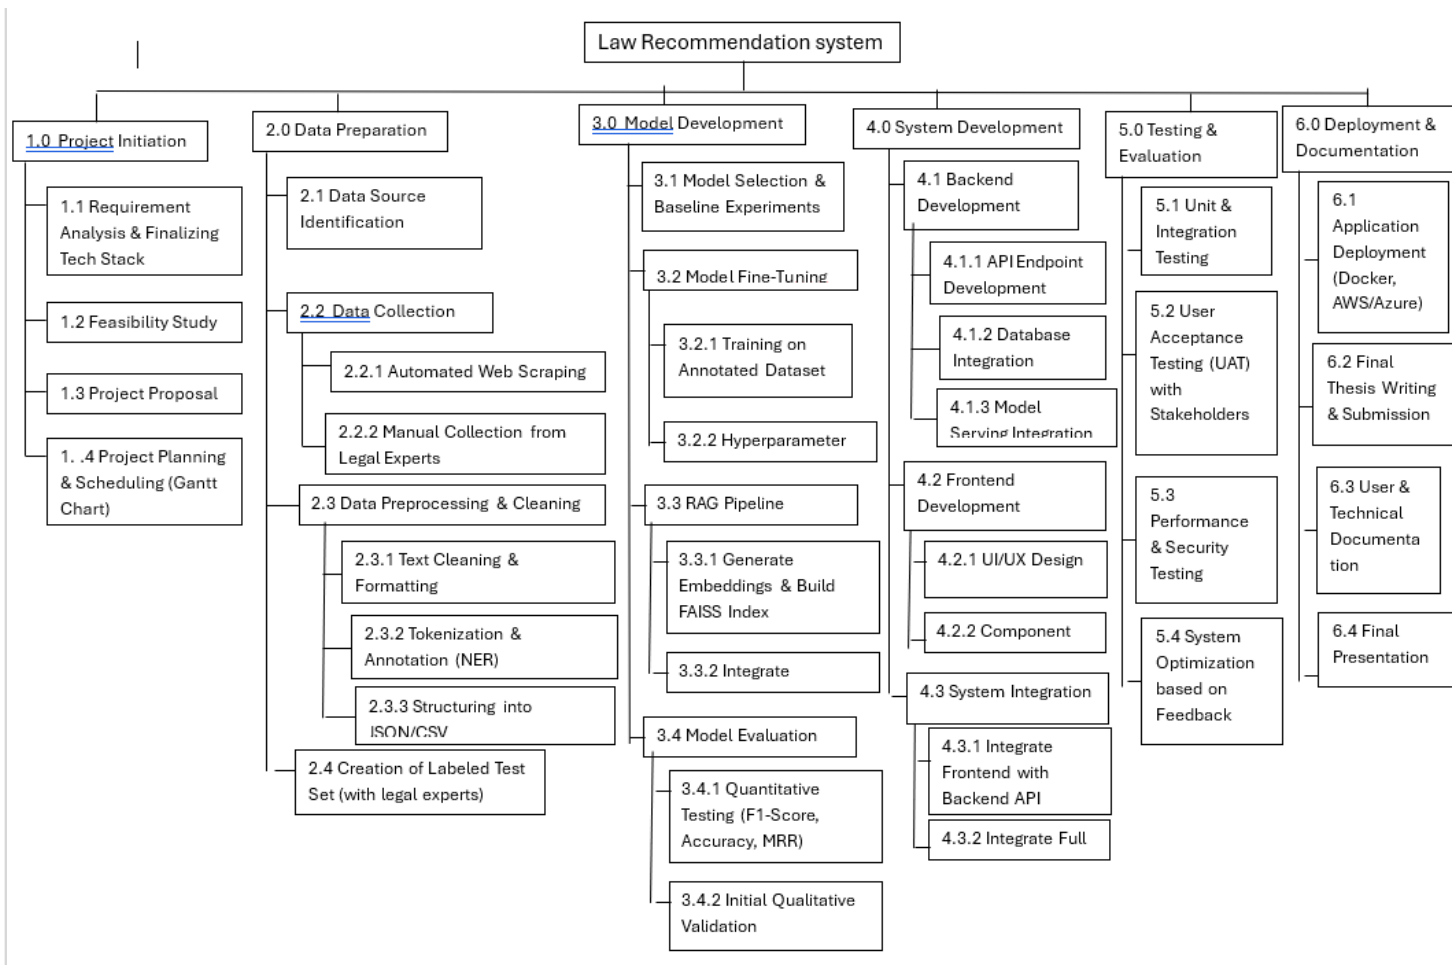 Law Recommendation system
1.0 Project Initiation
1.1 Requirement
Analysis & Finalizing
Tech Stack
1.2 Feasibility Study
1.3 Project Proposal
1. .4 Project Planning
& Scheduling (Gantt
Chart)
2.0 Data Preparation
2.1 Data Source
Identification
2.2 Data Collection
2.2.1 Automated Web Scraping
2.2.2 Manual Collection from
Legal Experts
2.3 Data Preprocessing & Cleaning
2.3.1 Text Cleaning &
Formatting
2.3.2 Tokenization &
Annotation (NER)
2.3.3 Structuring into
JSON/CSV
2.4 Creation of Labeled Test
Set (with legal experts)
3.0 Model Development
3.1 Model Selection &
Baseline Experiments
3.2 Model Fine-Tuning
3.2.1 Training on
Annotated Dataset
3.2.2 Hyperparameter
3.3 RAG Pipeline
3.3.1 Generate
Embeddings & Build
FAISS Index
3.3.2 Integrate
3.4 Model Evaluation
3.4.1 Quantitative
Testing (F1-Score,
Accuracy, MRR)
3.4.2 Initial Qualitative
Validation
4.0 System Development
4.1 Backend
Development
4.1.1 API Endpoint
Development
4.1.2 Database
Integration
4.1.3 Model
Serving Integration
4.2 Frontend
Development
4.2.1 UI/UX Design
4.2.2 Component
4.3 System Integration
4.3.1 Integrate
Frontend with
Backend API
4.3.2 Integrate Full
5.0 Testing &
Evaluation
5.1 Unit &
Integration
Testing
5.2 User
Acceptance
Testing (UAT)
with
Stakeholders
5.3
Performance
& Security
Testing
5.4 System
Optimization
based on
Feedback
6.0 Deployment &
Documentation
6.1
Application
Deployment
(Docker,
AWS/Azure)
6.2 Final
Thesis Writing
& Submission
6.3 User &
Technical
Documenta
tion
6.4 Final
Presentation